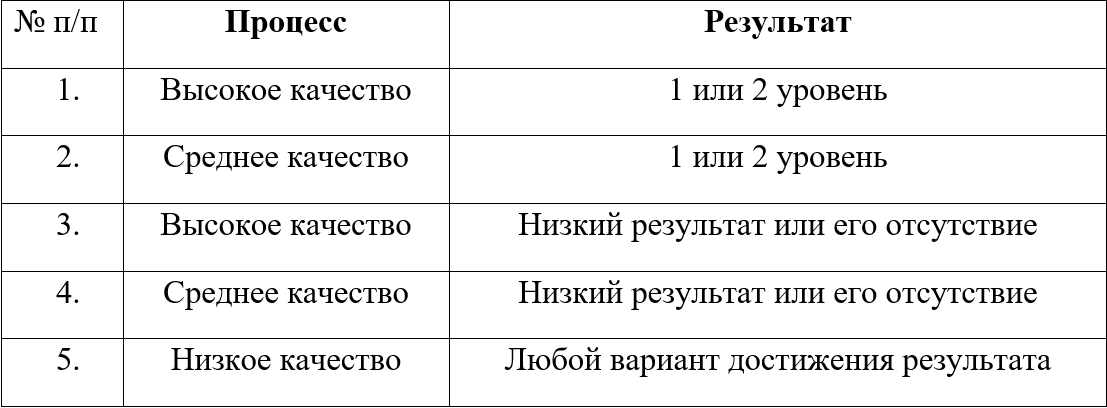 № п/п Процесс Результат
1. Высокое качество 1 или 2 уровень
2. Среднее качество 1 или 2 уровень
3. Высокое качество Низкий результат или его отсутствие
4. Среднее качество Низкий результат или его отсутствие
5. Низкое качество Любой вариант достижения результата